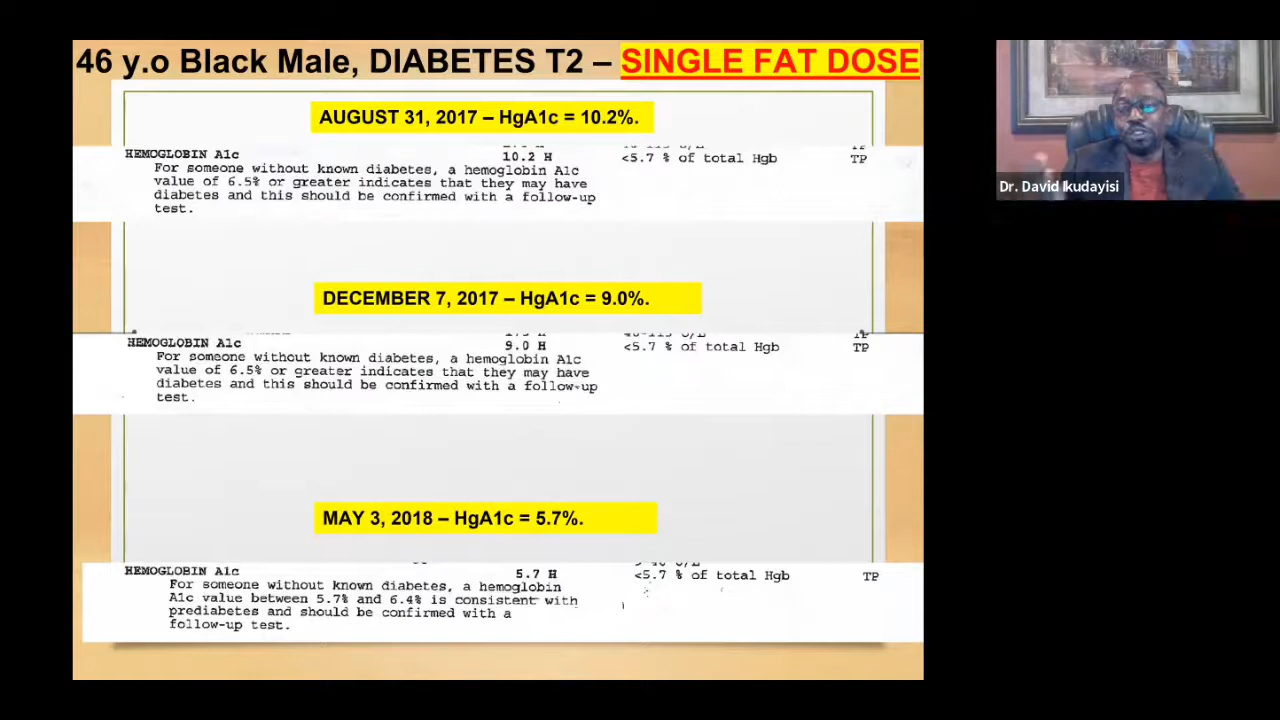 46 y.o Black Male, DIABETES T2 – SINGLE FAT DOSE
AUGUST 31, 2017 – HgA1c = 10.2%.
HEMOGLOBIN A1c 10.2 H <5.7 % of total Hgb TP
For someone without known diabetes, a hemoglobin A1c
value of 6.5% or greater indicates that they may have
diabetes and this should be confirmed with a follow-up
test.
Dr. David Ikudayisi
DECEMBER 7, 2017 – HgA1c = 9.0%.
HEMOGLOBIN A1c 9.0 H <5.7 % of total Hgb TP
For someone without known diabetes, a hemoglobin A1c
value of 6.5% or greater indicates that they may have
diabetes and this should be confirmed with a follow-up
test.
MAY 3, 2018 – HgA1c = 5.7%.
HEMOGLOBIN A1c 5.7 H <5.7 % of total Hgb TP
For someone without known diabetes, a hemoglobin
A1c value between 5.7% and 6.4% is consistent with
prediabetes and should be confirmed with a
follow-up test.